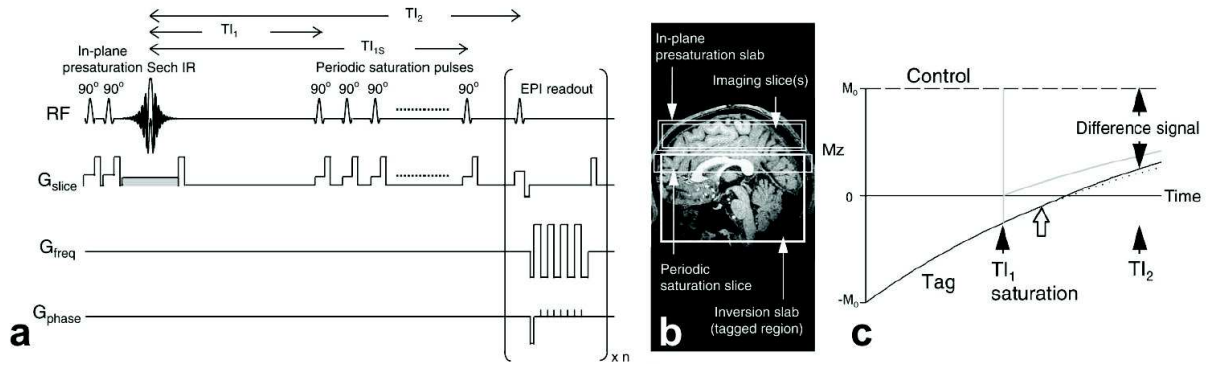 TI2
TI1
TI1S
In-plane
presaturation Sech IR
Periodic saturation pulses
90° 90°
90° 90° 90°
90°
EPI readout
RF
Gslice
Gfreq
Gphase
x n
a
In-plane
presaturation slab
Imaging slice(s)
Periodic
saturation slice
Inversion slab
(tagged region)
b
Control
M0
Difference signal
Mz
0
Time
Tag
TI1
saturation
TI2
-M0
c